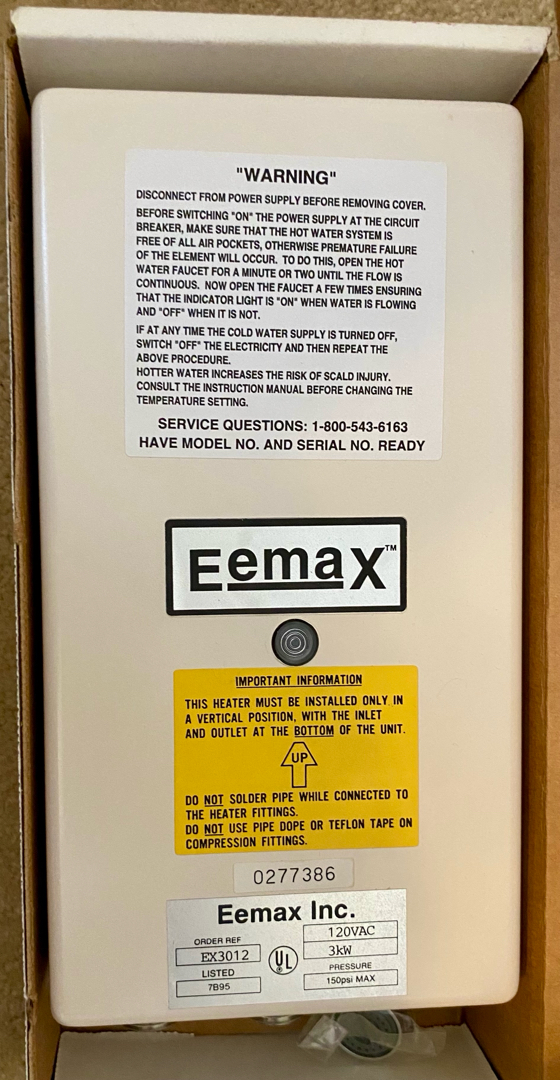 "WARNING"
DISCONNECT FROM POWER SUPPLY BEFORE REMOVING COVER.
BEFORE SWITCHING "ON" THE POWER SUPPLY AT THE CIRCUIT
BREAKER, MAKE SURE THAT THE HOT WATER SYSTEM IS
FREE OF ALL AIR POCKETS, OTHERWISE PREMATURE FAILURE
OF THE ELEMENT WILL OCCUR. TO DO THIS, OPEN THE HOT
WATER FAUCET FOR A MINUTE OR TWO UNTIL THE FLOW IS
CONTINUOUS. NOW OPEN THE FAUCET A FEW TIMES ENSURING
THAT THE INDICATOR LIGHT IS "ON" WHEN WATER IS FLOWING
AND "OFF" WHEN IT IS NOT.
IF AT ANY TIME THE COLD WATER SUPPLY IS TURNED OFF,
SWITCH "OFF" THE ELECTRICITY AND THEN REPEAT THE
ABOVE PROCEDURE.
HOTTER WATER INCREASES THE RISK OF SCALD INJURY.
CONSULT THE INSTRUCTION MANUAL BEFORE CHANGING THE
TEMPERATURE SETTING.
SERVICE QUESTIONS: 1-800-543-6163
HAVE MODEL NO. AND SERIAL NO. READY
Eemax™
IMPORTANT INFORMATION
THIS HEATER MUST BE INSTALLED ONLY IN
A VERTICAL POSITION, WITH THE INLET
AND OUTLET AT THE BOTTOM OF THE UNIT.
UP
DO NOT SOLDER PIPE WHILE CONNECTED TO
THE HEATER FITTINGS.
DO NOT USE PIPE DOPE OR TEFLON TAPE ON
COMPRESSION FITTINGS.
0277386
Eemax Inc.
ORDER REF
EX3012
LISTED
7B95
UL
120VAC
3kW
PRESSURE
150psi MAX